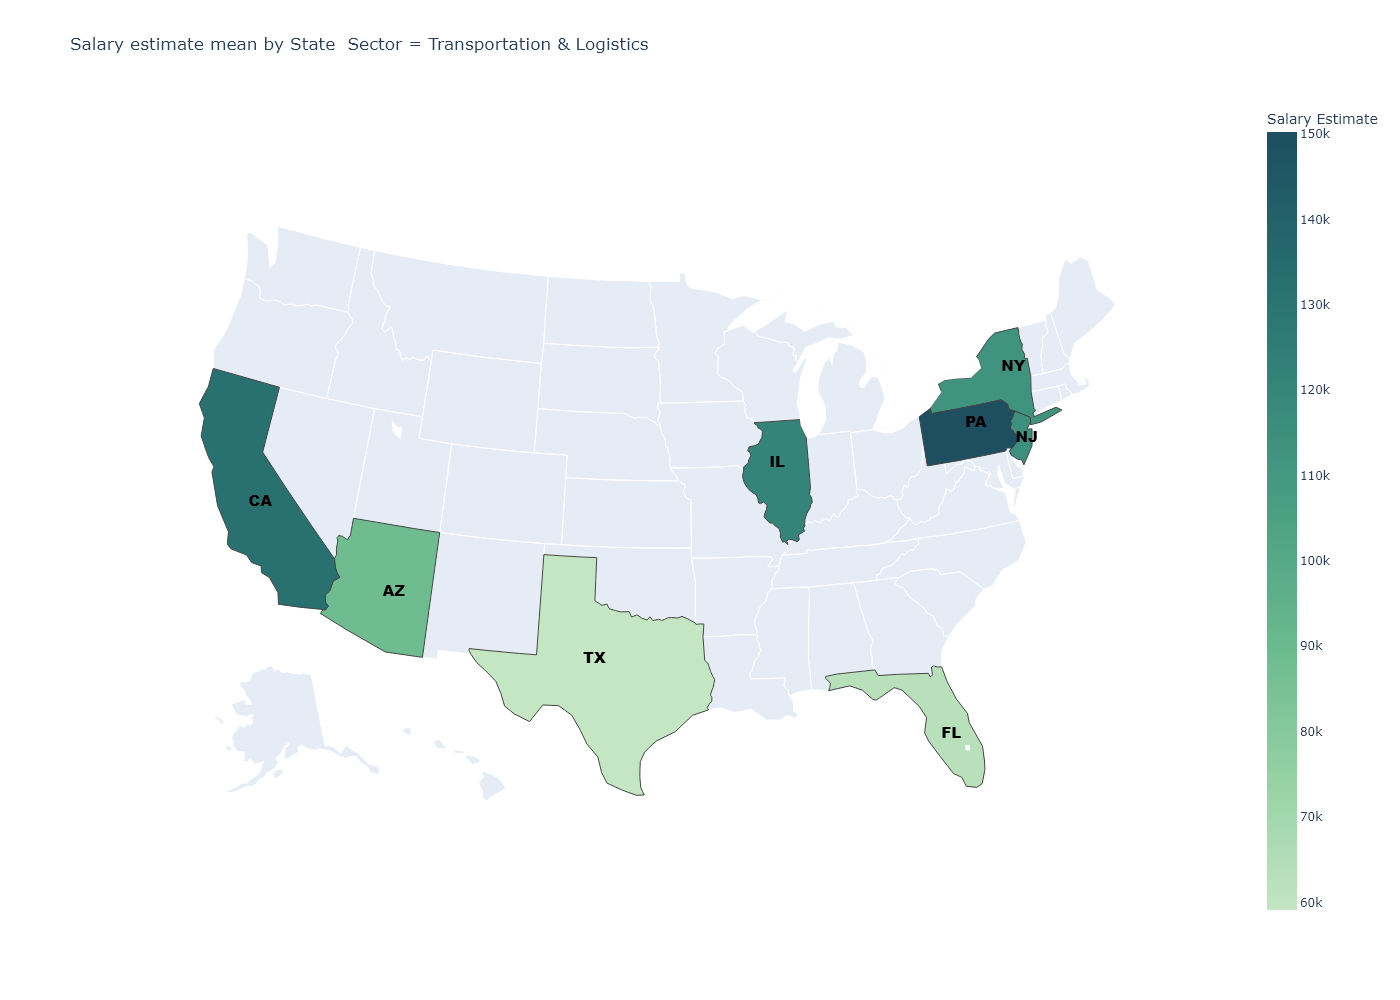 Salary estimate mean by State  Sector = Transportation & Logistics
Salary Estimate
150k
140k
130k
120k
110k
100k
90k
80k
70k
60k
NY
PA
NJ
IL
CA
AZ
TX
FL